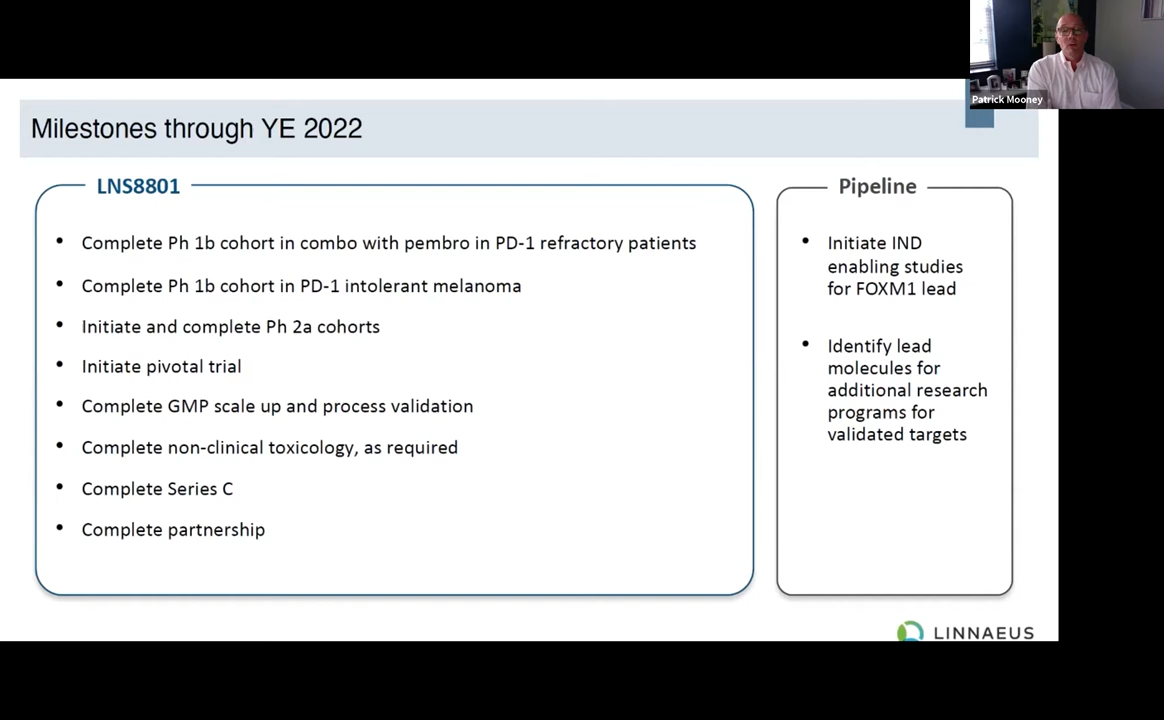 Patrick Mooney
Milestones through YE 2022
LNS8801
• Complete Ph 1b cohort in combo with pembro in PD-1 refractory patients
• Complete Ph 1b cohort in PD-1 intolerant melanoma
• Initiate and complete Ph 2a cohorts
• Initiate pivotal trial
• Complete GMP scale up and process validation
• Complete non-clinical toxicology, as required
• Complete Series C
• Complete partnership
Pipeline
• Initiate IND
enabling studies
for FOXM1 lead
• Identify lead
molecules for
additional research
programs for
validated targets
LINNAEUS